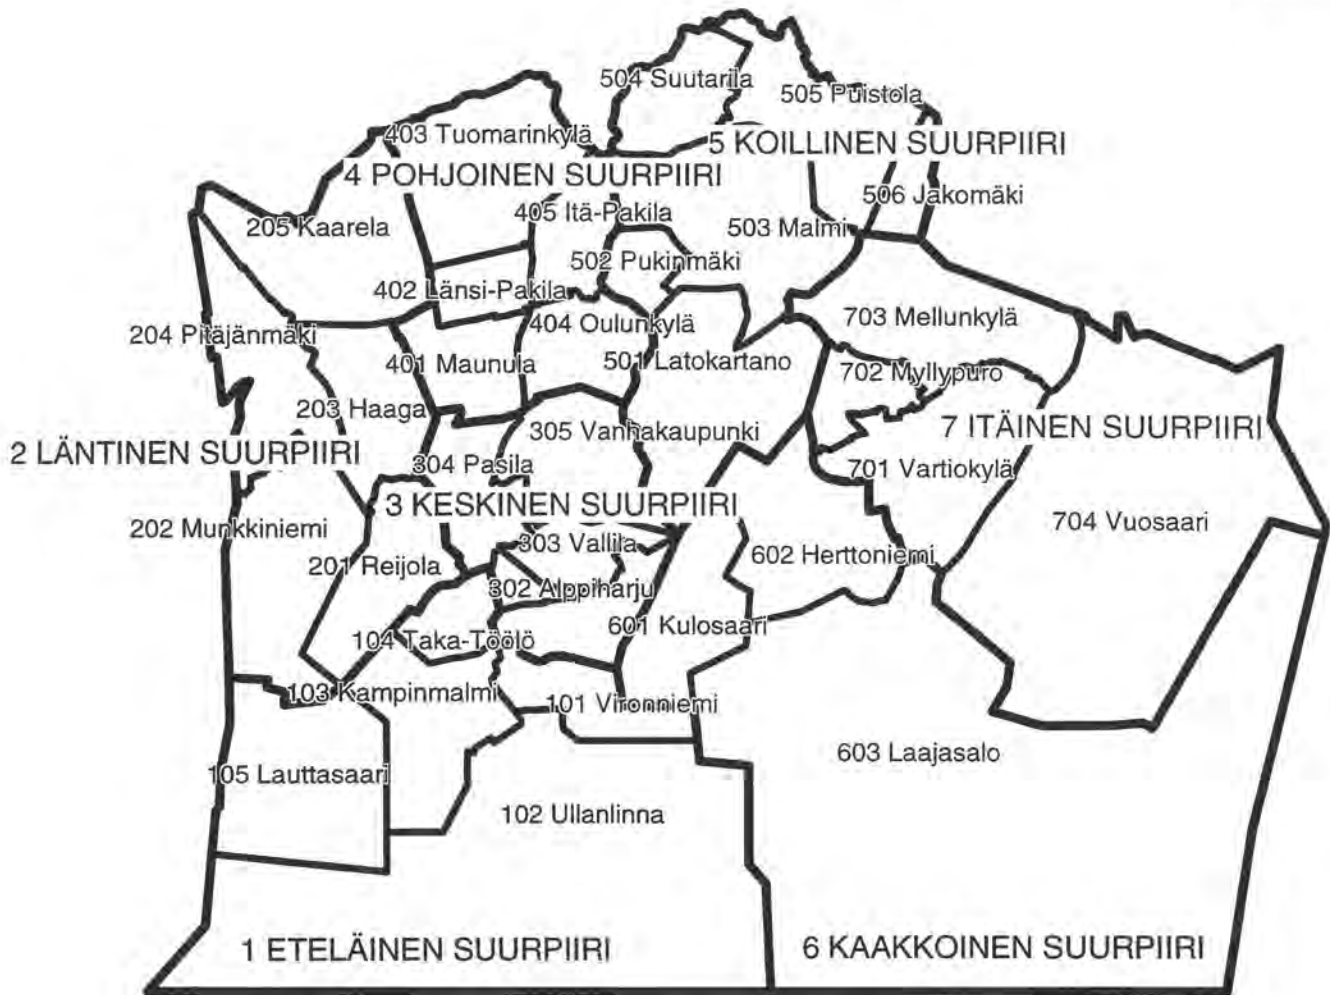 504 Suutarila
505 Puistola
403 Tuomarinkylä
5 KOILLINEN SUURPIIRI
4 POHJOINEN SUURPIIRI
506 Jakomäki
405 Itä-Pakila
205 Kaarela
503 Malmi
502 Pukinmäki
402 Länsi-Pakila
703 Mellunkylä
404 Oulunkylä
204 Pitäjänmäki
401 Maunula
501 Latokartano
702 Myllypuro
203 Haaga
305 Vanhakaupunki
7 ITÄINEN SUURPIIRI
2 LÄNTINEN SUURPIIRI
304 Pasila
701 Vartiokylä
3 KESKINEN SUURPIIRI
704 Vuosaari
202 Munkkiniemi
303 Vallila
602 Herttoniemi
201 Reijola
302 Alppiharju
601 Kulosaari
104 Taka-Töölö
103 Kampinmalmi
101 Vironniemi
603 Laajasalo
105 Lauttasaari
102 Ullanlinna
1 ETELÄINEN SUURPIIRI
6 KAAKKOINEN SUURPIIRI